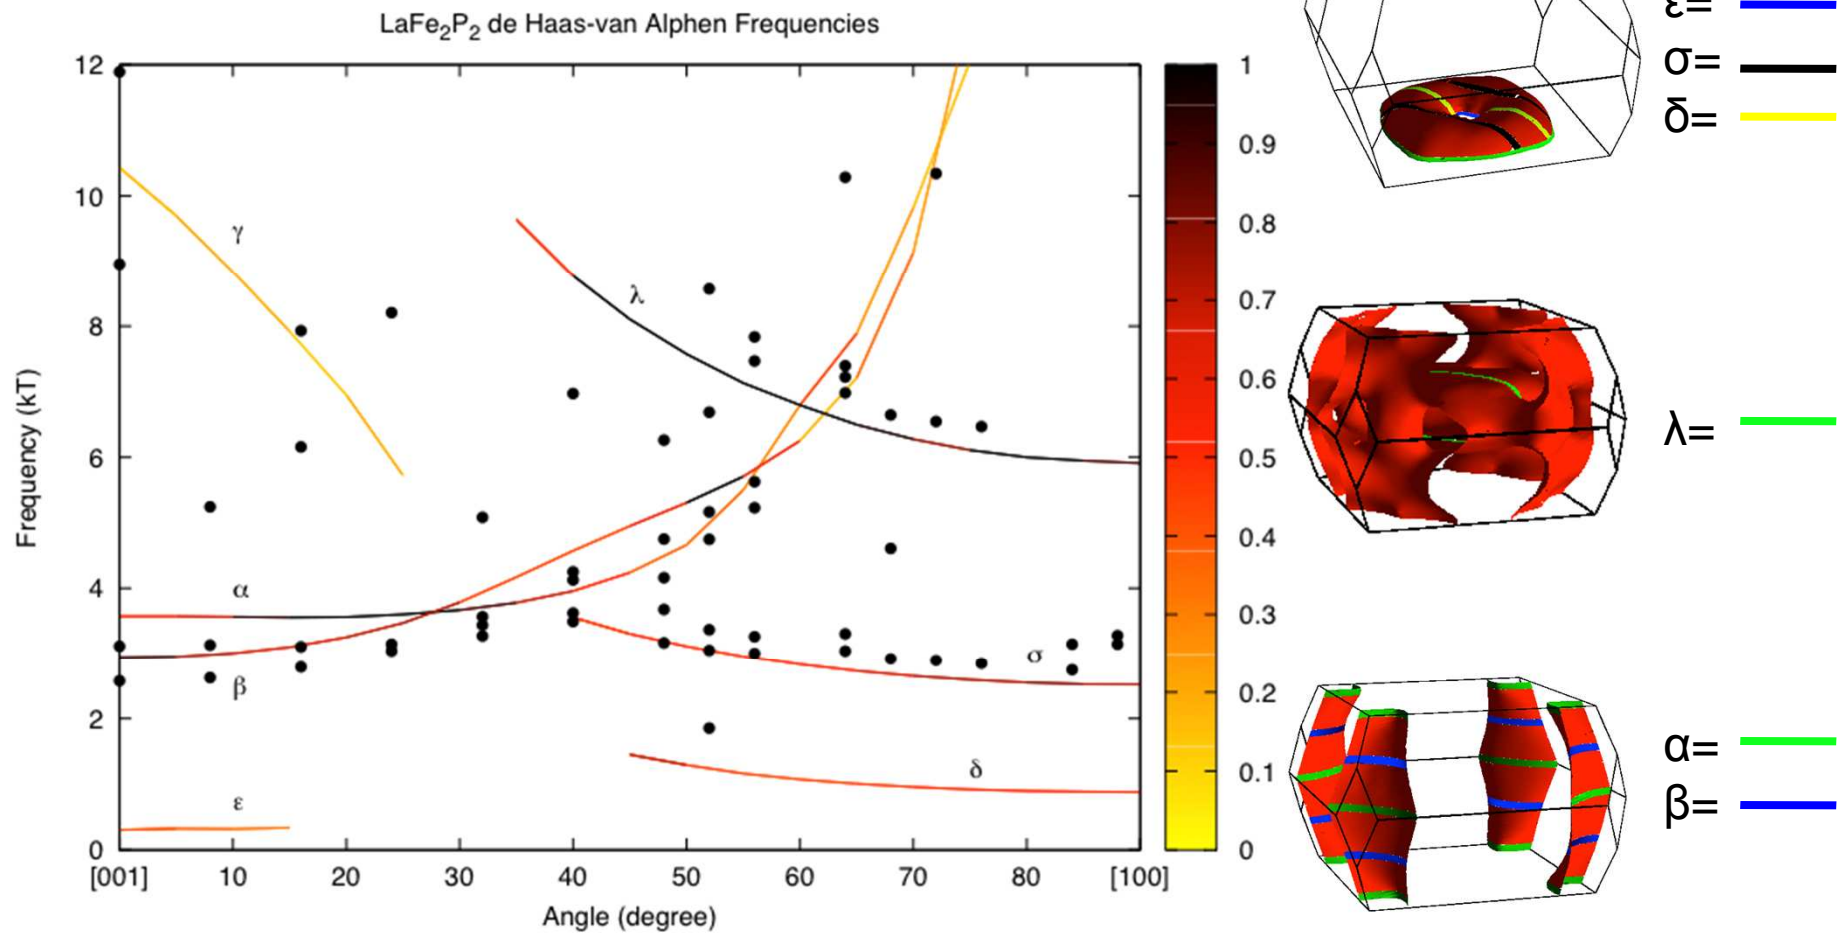 LaFe₂P₂ de Haas-van Alphen Frequencies
Frequency (kT)
12
10
8
6
4
2
0
γ
λ
α
β
σ
δ
ε
[001]
10
20
30
40
50
60
70
80
[100]
Angle (degree)
1
0.9
0.8
0.7
0.6
0.5
0.4
0.3
0.2
0.1
0
ε=
σ=
δ=
λ=
α=
β=